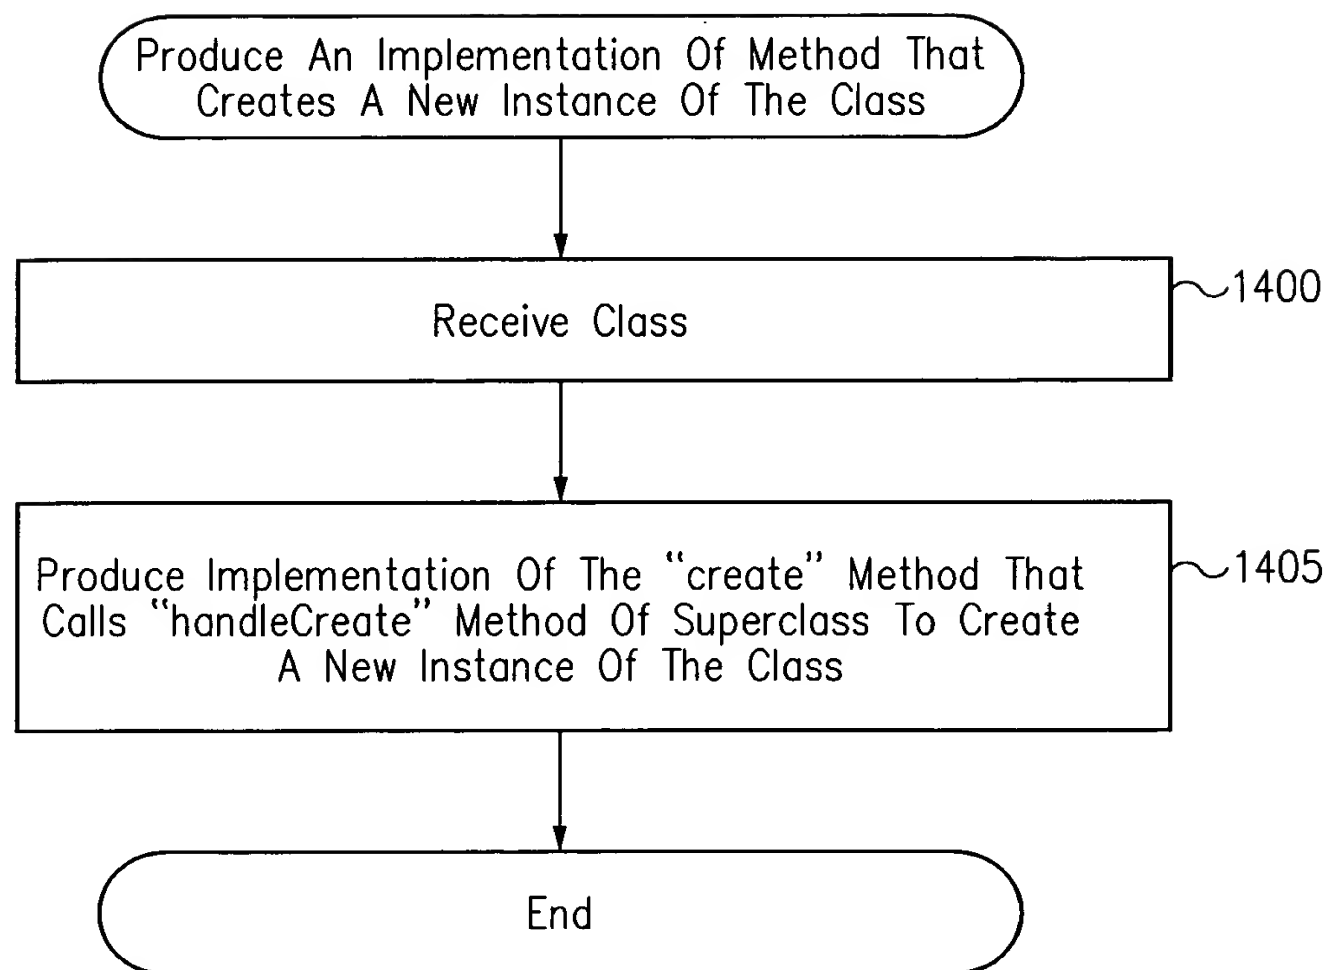 Produce An Implementation Of Method That
Creates A New Instance Of The Class
Receive Class
1400
Produce Implementation Of The “create” Method That
Calls “handleCreate” Method Of Superclass To Create
A New Instance Of The Class
1405
End